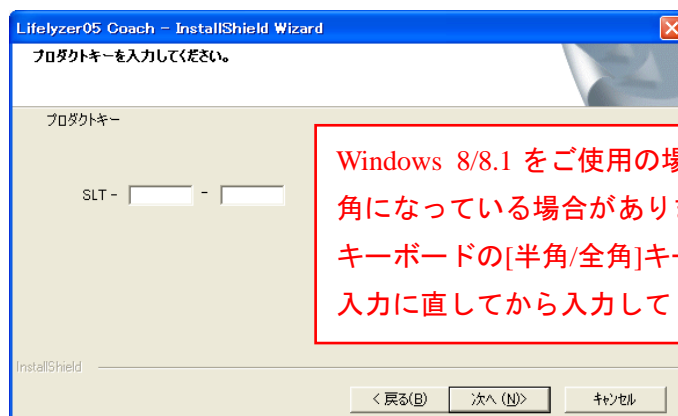 Lifelyzer05 Coach - InstallShield Wizard
プロダクトキーを入力してください。
プロダクトキー
SLT - -
Windows 8/8.1 をご使用の場
角になっている場合があり
キーボードの[半角/全角]キー
入力に直してから入力して
InstallShield
< 戻る(B) 次へ (N)> キャンセル